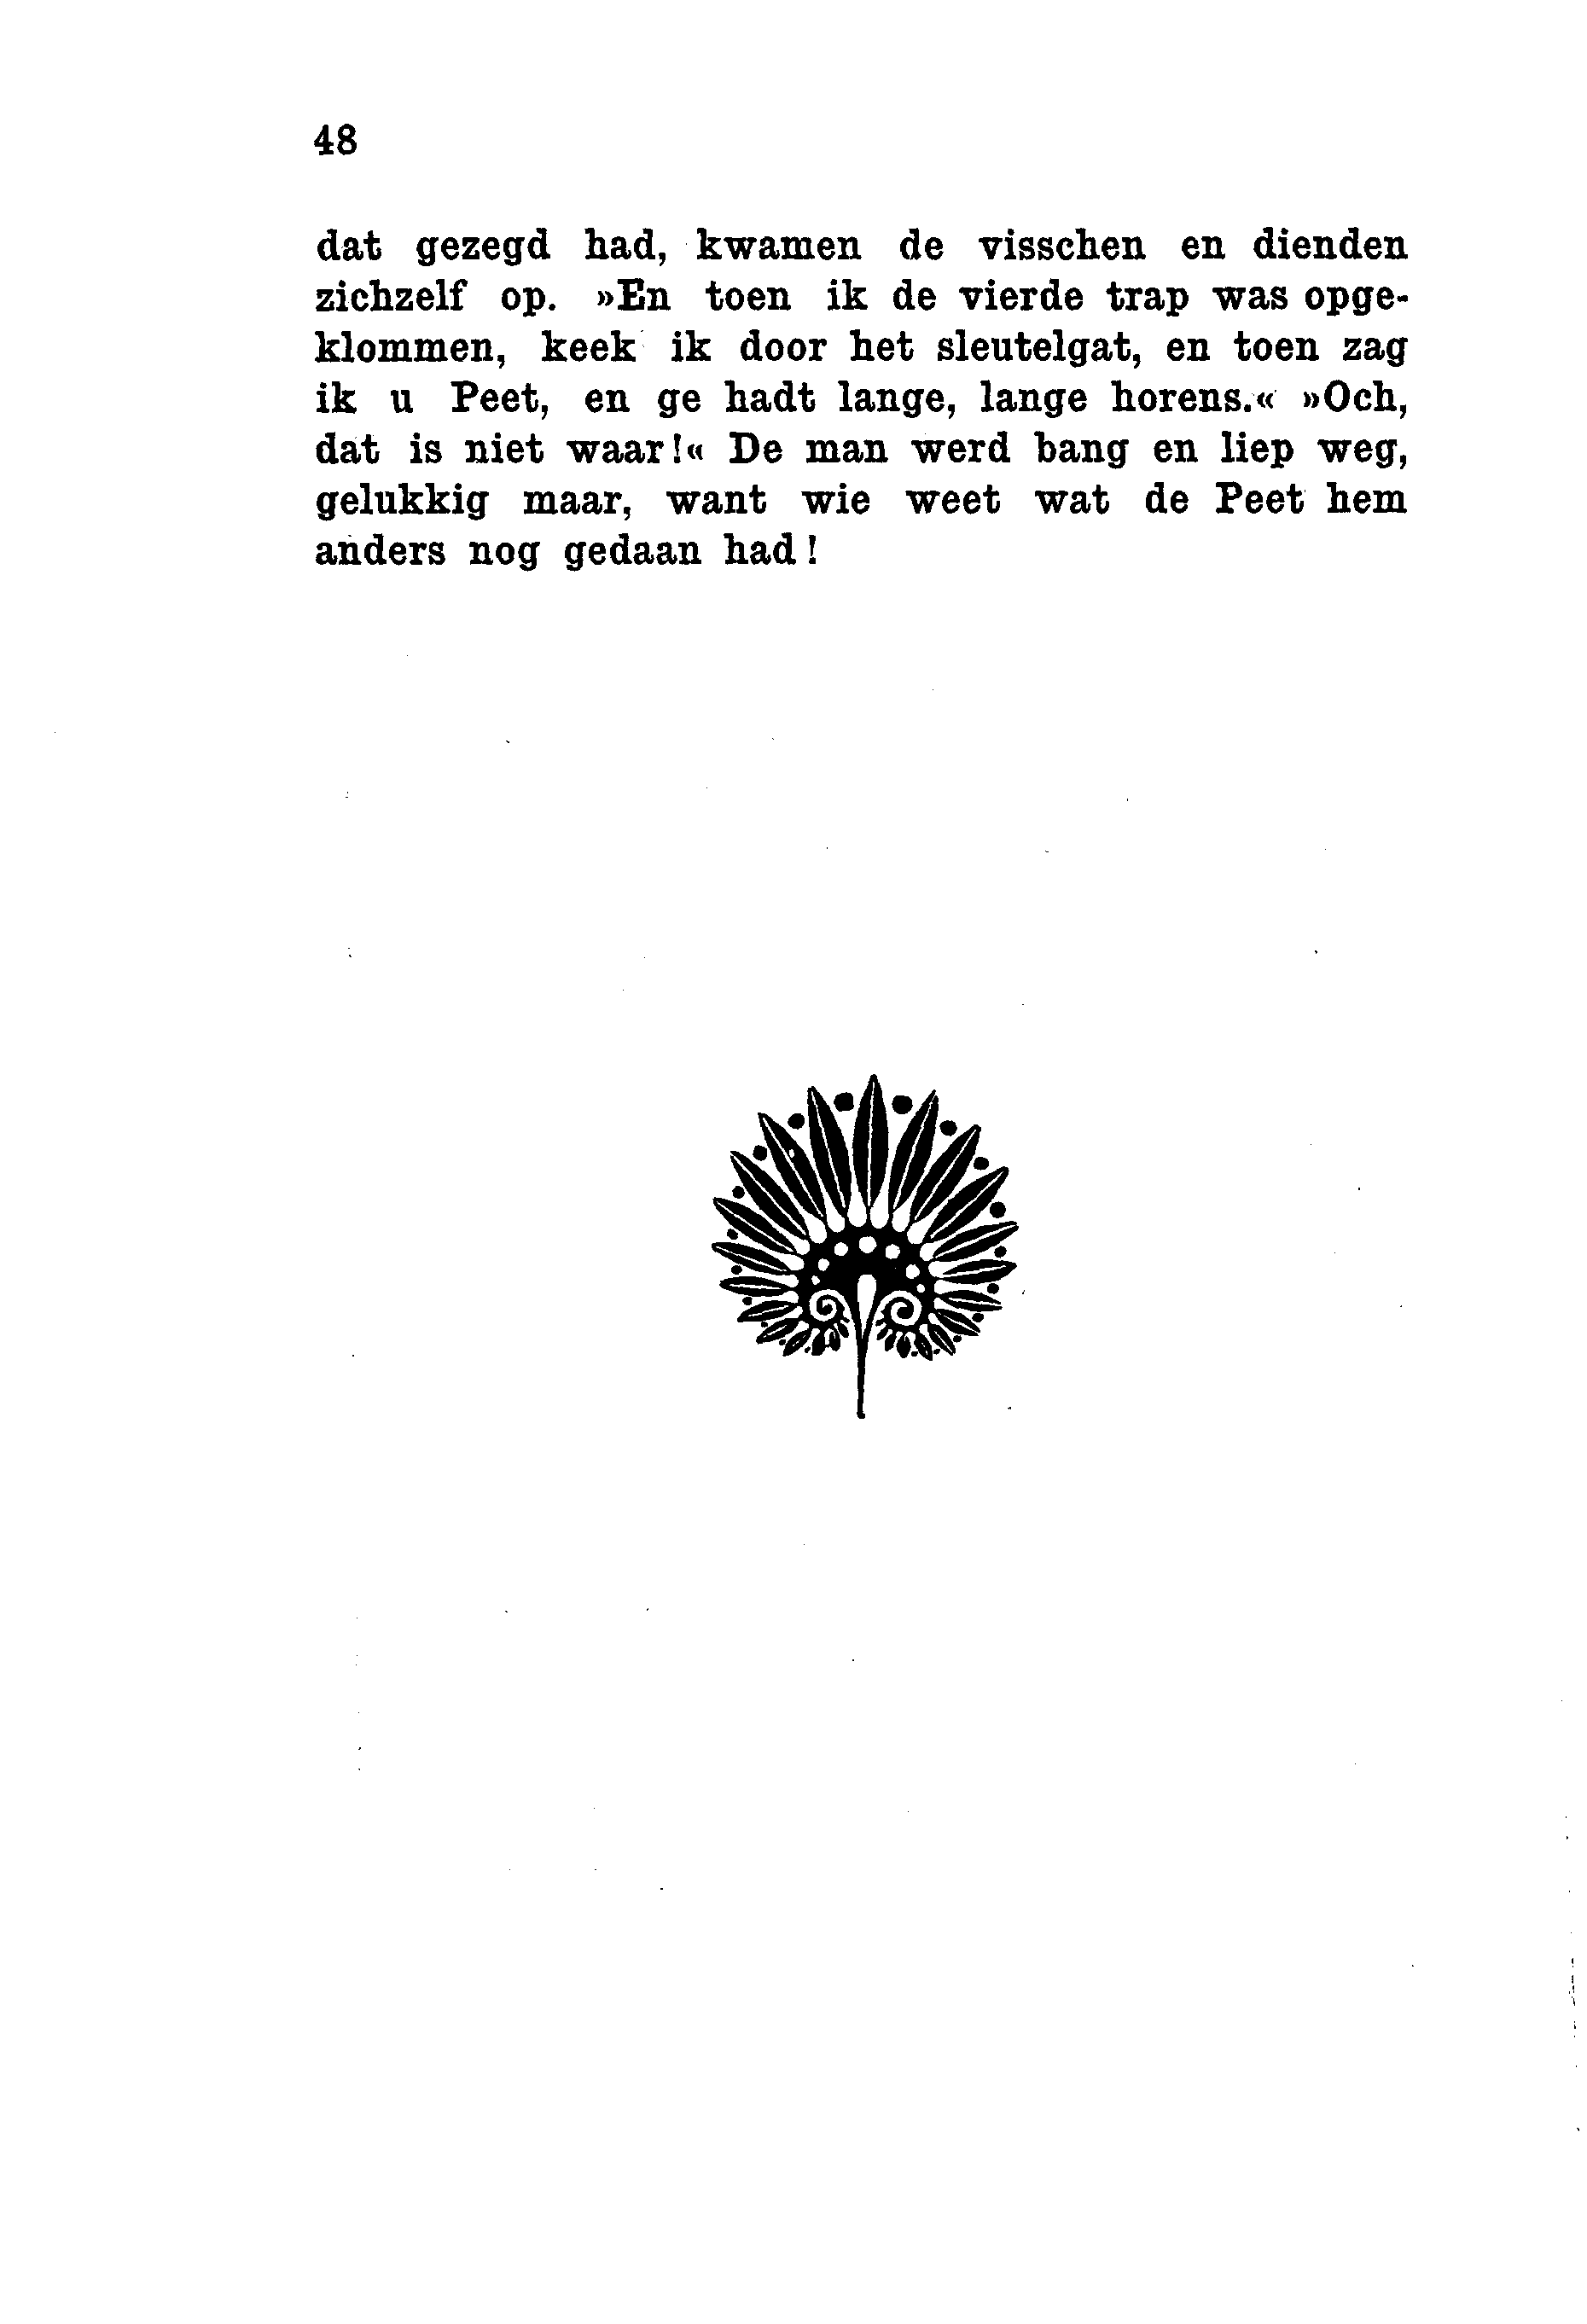 48
dat gezegd had, kwamen de visschen en dienden
zichzelf op. »En toen ik de vierde trap was opge-
klommen, keek ik door het sleutelgat, en toen zag
ik u Peet, en ge hadt lange, lange horens.« »Och,
dat is niet waar!« De man werd bang en liep weg,
gelukkig maar, want wie weet wat de Peet hem
anders nog gedaan had!